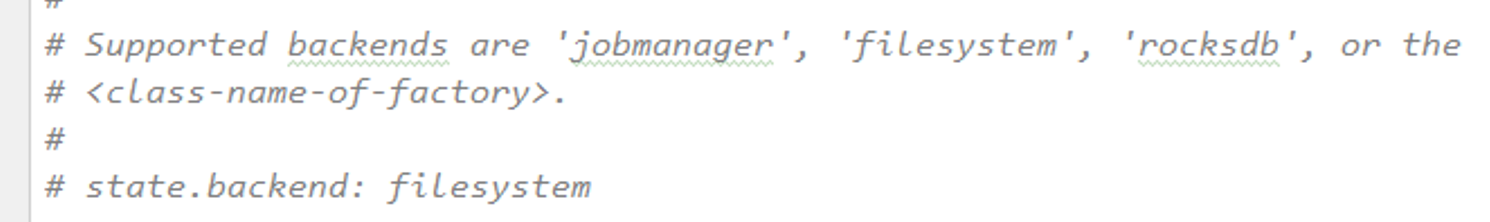 #
# Supported backends are 'jobmanager', 'filesystem', 'rocksdb', or the
# <class-name-of-factory>.
#
# state.backend: filesystem